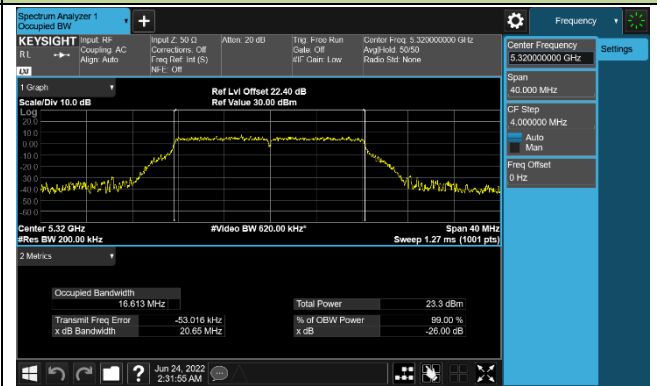 Spectrum Analyzer 1
Occupied BW
+
Frequency
KEYSIGHT
RL
LXI
Input: RF
Coupling: AC
Align: Auto
Input Z: 50 Ω
Corrections: Off
Freq Ref: Int (S)
NFE: Off
Atten: 20 dB
Trig: Free Run
Gate: Off
#IF Gain: Low
Center Freq: 5.320000000 GHz
Avg|Hold: 50/50
Radio Std: None
Center Frequency
5.320000000 GHz
Settings
Span
40.000 MHz
CF Step
4.000000 MHz
Auto
Man
Freq Offset
0 Hz
1 Graph
Scale/Div 10.0 dB
Ref Lvl Offset 22.40 dB
Ref Value 30.00 dBm
Log
20.0
10.0
0.00
-10.0
-20.0
-30.0
-40.0
-50.0
-60.0
Center 5.32 GHz
#Video BW 620.00 kHz*
Span 40 MHz
#Res BW 200.00 kHz
Sweep 1.27 ms (1001 pts)
2 Metrics
Occupied Bandwidth
16.613 MHz
Total Power
23.3 dBm
Transmit Freq Error
-53.016 kHz
% of OBW Power
99.00 %
x dB Bandwidth
20.65 MHz
x dB
-26.00 dB
?
Jun 24, 2022
2:31:55 AM